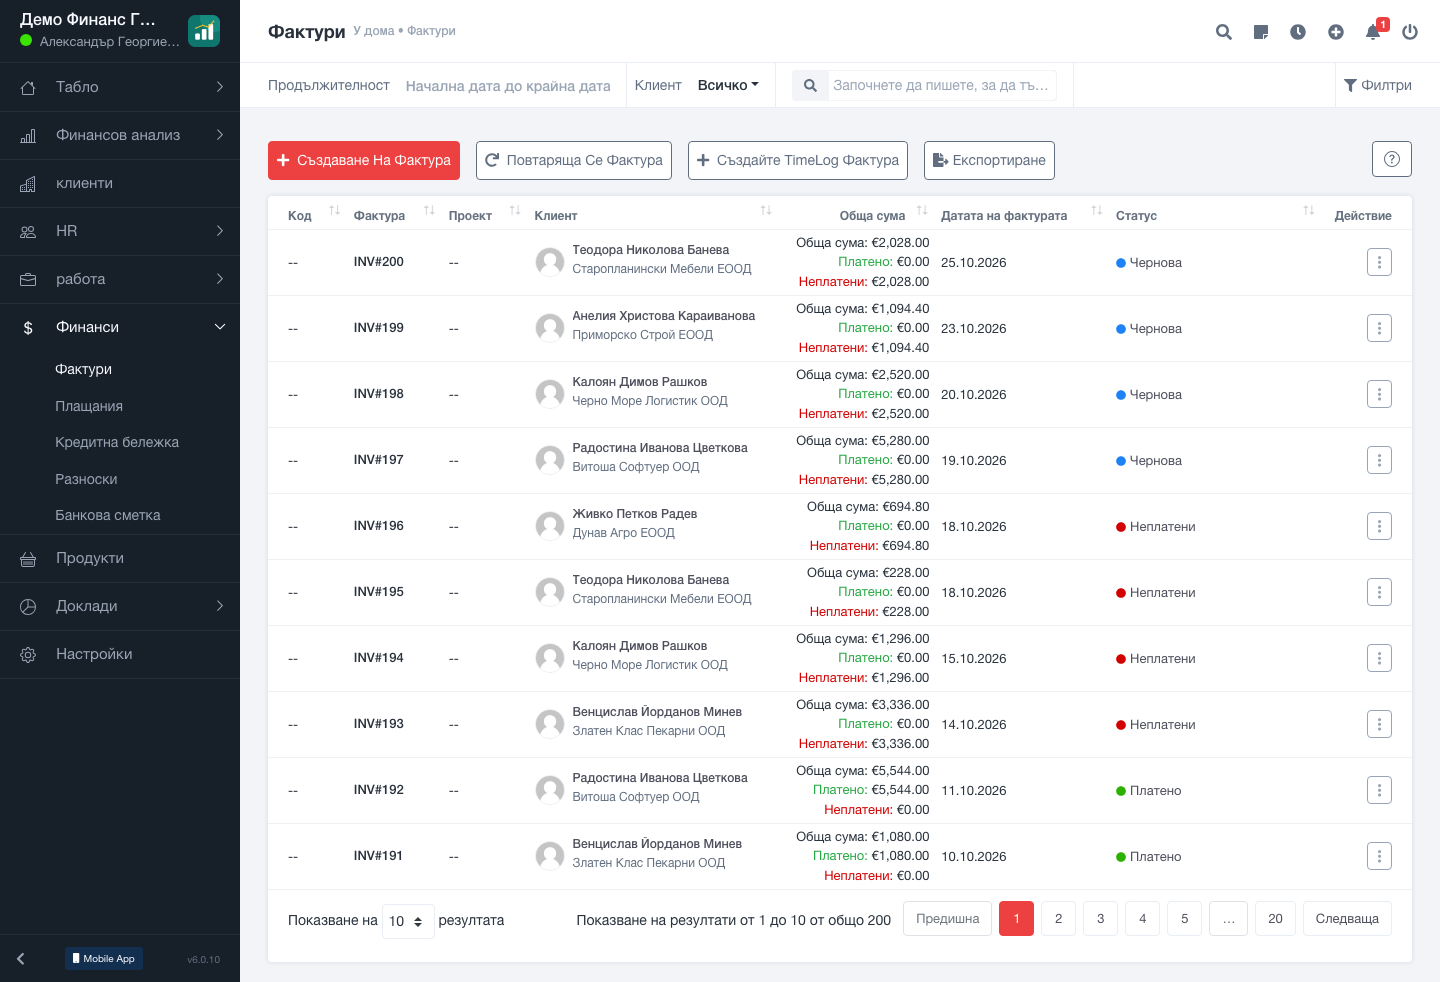 Демо Финанс Г...
Александър Георгие...
Табло
Финансов анализ
клиенти
HR
работа
Финанси
Фактури
Плащания
Кредитна бележка
Разноски
Банкова сметка
Продукти
Доклади
Настройки
Mobile App
v6.0.10
Фактури
У дома • Фактури
1
Продължителност
Начална дата до крайна дата
Клиент
Всичко
Започнете да пишете, за да тъ...
Филтри
Създаване На Фактура
Повтаряща Се Фактура
Създайте TimeLog Фактура
Експортиране
Код Фактура Проект Клиент Обща сума Датата на фактурата Статус Действие
Обща сума: €2,028.00
-- INV#200 -- Теодора Николова Банева Платено: €0.00 25.10.2026 Чернова
Старопланински Мебели ЕООД
Неплатени: €2,028.00
Обща сума: €1,094.40
-- INV#199 -- Анелия Христова Караиванова Платено: €0.00 23.10.2026 Чернова
Приморско Строй ЕООД
Неплатени: €1,094.40
Обща сума: €2,520.00
-- INV#198 -- Калоян Димов Рашков Платено: €0.00 20.10.2026 Чернова
Черно Море Логистик ООД
Неплатени: €2,520.00
Обща сума: €5,280.00
-- INV#197 -- Радостина Иванова Цветкова Платено: €0.00 19.10.2026 Чернова
Витоша Софтуер ООД
Неплатени: €5,280.00
Обща сума: €694.80
-- INV#196 -- Живко Петков Радев Платено: €0.00 18.10.2026 Неплатени
Дунав Агро ЕООД
Неплатени: €694.80
Обща сума: €228.00
-- INV#195 -- Теодора Николова Банева Платено: €0.00 18.10.2026 Неплатени
Старопланински Мебели ЕООД
Неплатени: €228.00
Обща сума: €1,296.00
-- INV#194 -- Калоян Димов Рашков Платено: €0.00 15.10.2026 Неплатени
Черно Море Логистик ООД
Неплатени: €1,296.00
Обща сума: €3,336.00
-- INV#193 -- Венцислав Йорданов Минев Платено: €0.00 14.10.2026 Неплатени
Златен Клас Пекарни ООД
Неплатени: €3,336.00
Обща сума: €5,544.00
-- INV#192 -- Радостина Иванова Цветкова Платено: €5,544.00 11.10.2026 Платено
Витоша Софтуер ООД
Неплатени: €0.00
Обща сума: €1,080.00
-- INV#191 -- Венцислав Йорданов Минев Платено: €1,080.00 10.10.2026 Платено
Златен Клас Пекарни ООД
Неплатени: €0.00
Показване на 10 резултата
Показване на резултати от 1 до 10 от общо 200
Предишна 1 2 3 4 5 ... 20 Следваща